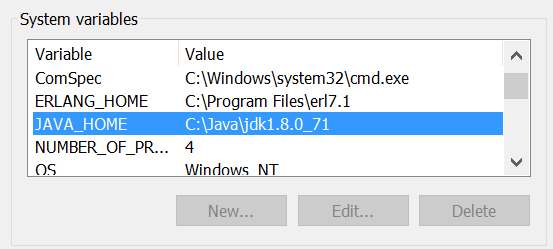 System variables
Variable Value
ComSpec C:\Windows\system32\cmd.exe
ERLANG_HOME C:\Program Files\erl7.1
JAVA_HOME C:\Java\jdk1.8.0_71
NUMBER_OF_PR... 4
OS Windows_NT
New... Edit... Delete